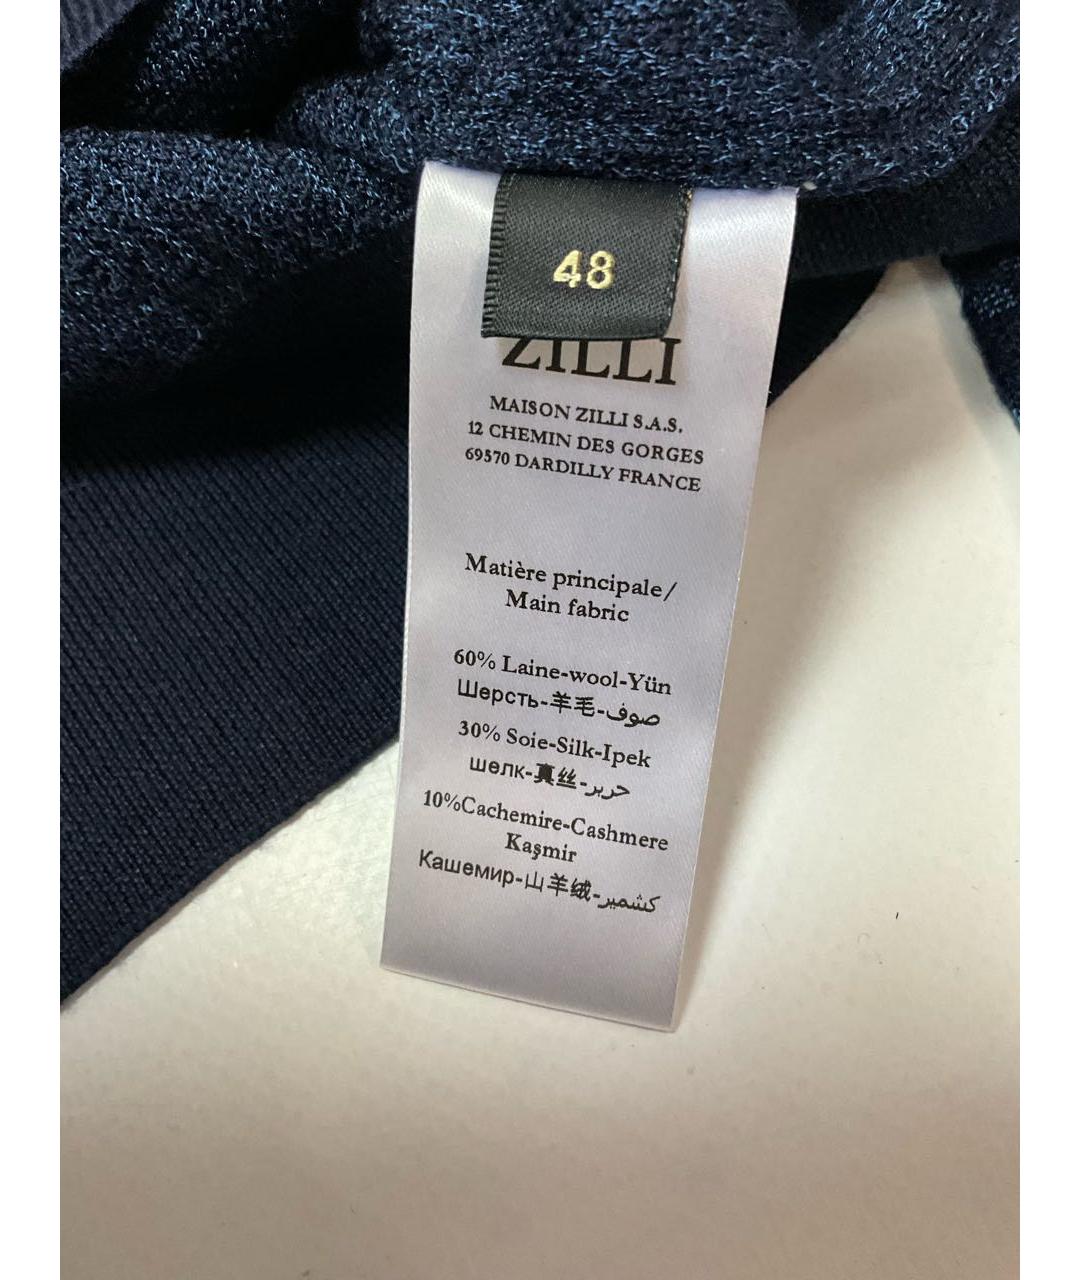 48
ZILLI
MAISON ZILLI S.A.S.
12 CHEMIN DES GORGES
69570 DARDILLY FRANCE
Matière principale/
Main fabric
60% Laine-wool-Yün
Шерсть-羊毛-صوف
30% Soie-Silk-Ipek
шелк-真丝-حرير
10%Cachemire-Cashmere
Kaşmir
Кашемир-山羊绒-كشمير